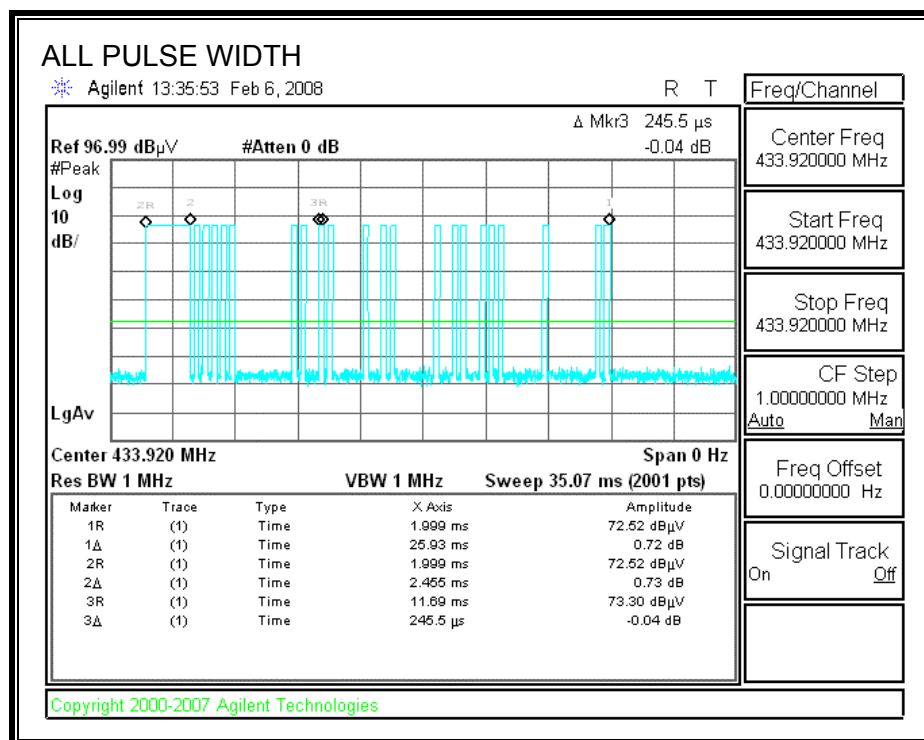 ALL PULSE WIDTH
Agilent 13:35:53 Feb 6, 2008
R T
Δ Mkr3 245.5 µs
Ref 96.99 dBµV #Atten 0 dB -0.04 dB
#Peak
Log
10
dB/
2R 2 3R 1
LgAv
Center 433.920 MHz Span 0 Hz
Res BW 1 MHz VBW 1 MHz Sweep 35.07 ms (2001 pts)
Marker Trace Type X Axis Amplitude
1R (1) Time 1.999 ms 72.52 dBµV
1Δ (1) Time 25.93 ms 0.72 dB
2R (1) Time 1.999 ms 72.52 dBµV
2Δ (1) Time 2.455 ms 0.73 dB
3R (1) Time 11.69 ms 73.30 dBµV
3Δ (1) Time 245.5 µs -0.04 dB
Freq/Channel
Center Freq
433.920000 MHz
Start Freq
433.920000 MHz
Stop Freq
433.920000 MHz
CF Step
1.00000000 MHz
Auto Man
Freq Offset
0.00000000 Hz
Signal Track
On Off
Copyright 2000-2007 Agilent Technologies